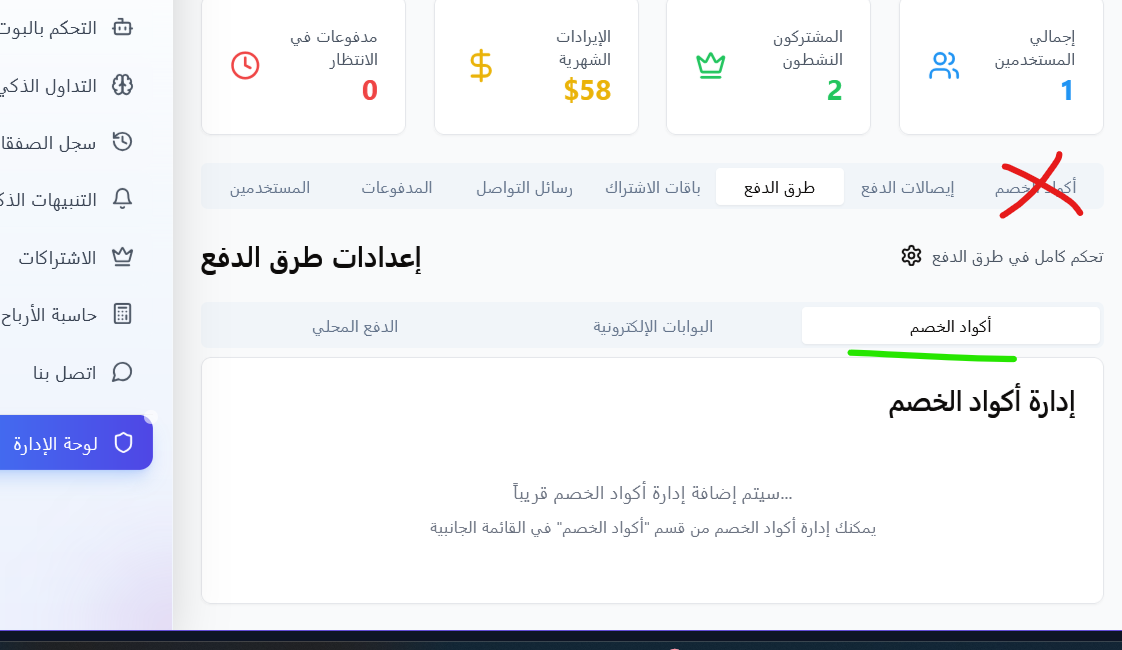 التحكم بالبوت
التداول الذكي
سجل الصفقا
التنبيهات الذك
الاشتراكات
حاسبة الأرباح
اتصل بنا
لوحة الإدارة
إجمالي
المستخدمين
1
المشتركون
النشطون
2
الإيرادات
الشهرية
$58
مدفوعات في
الانتظار
0
أكواد الخصم
إيصالات الدفع
طرق الدفع
باقات الاشتراك
رسائل التواصل
المدفوعات
المستخدمين
تحكم كامل في طرق الدفع
إعدادات طرق الدفع
أكواد الخصم
البوابات الإلكترونية
الدفع المحلي
إدارة أكواد الخصم
...سيتم إضافة إدارة أكواد الخصم قريباً
يمكنك إدارة أكواد الخصم من قسم "أكواد الخصم" في القائمة الجانبية